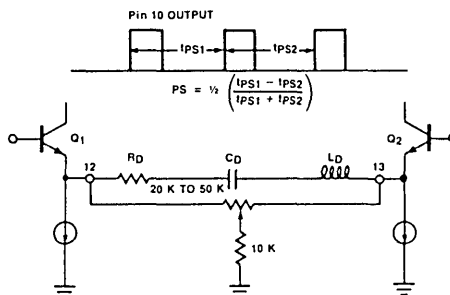 Pin 10 OUTPUT
tPS1 tPS2
PS = ½ (tPS1 − tPS2 / tPS1 + tPS2)
Q1 Q2
12 RD CD LD 13
20 K TO 50 K
10 K